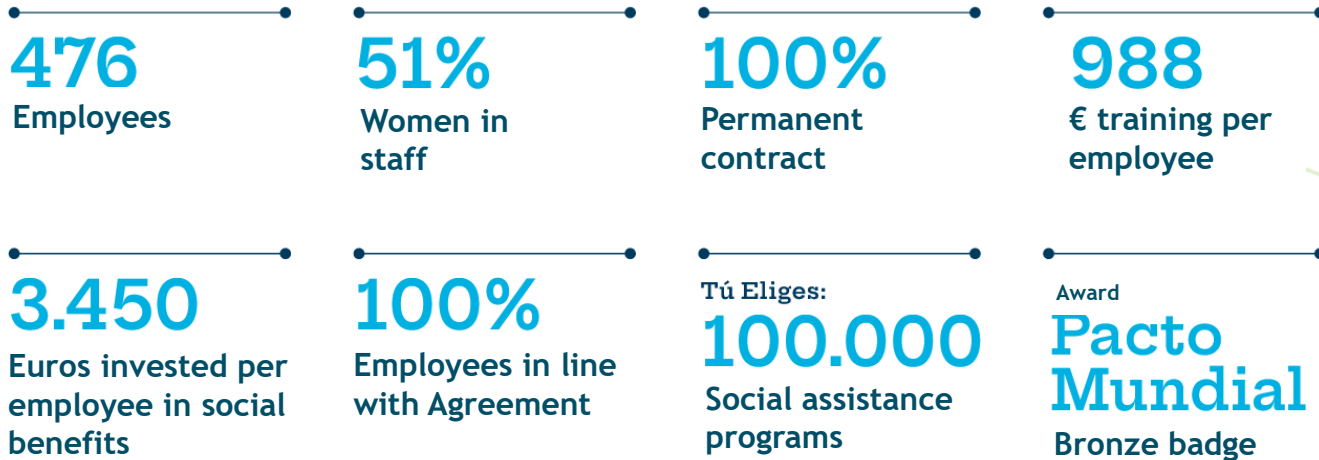 476
Employees
51%
Women in
staff
100%
Permanent
contract
988
€ training per
employee
3.450
Euros invested per
employee in social
benefits
100%
Employees in line
with Agreement
Tú Eliges:
100.000
Social assistance
programs
Award
Pacto
Mundial
Bronze badge